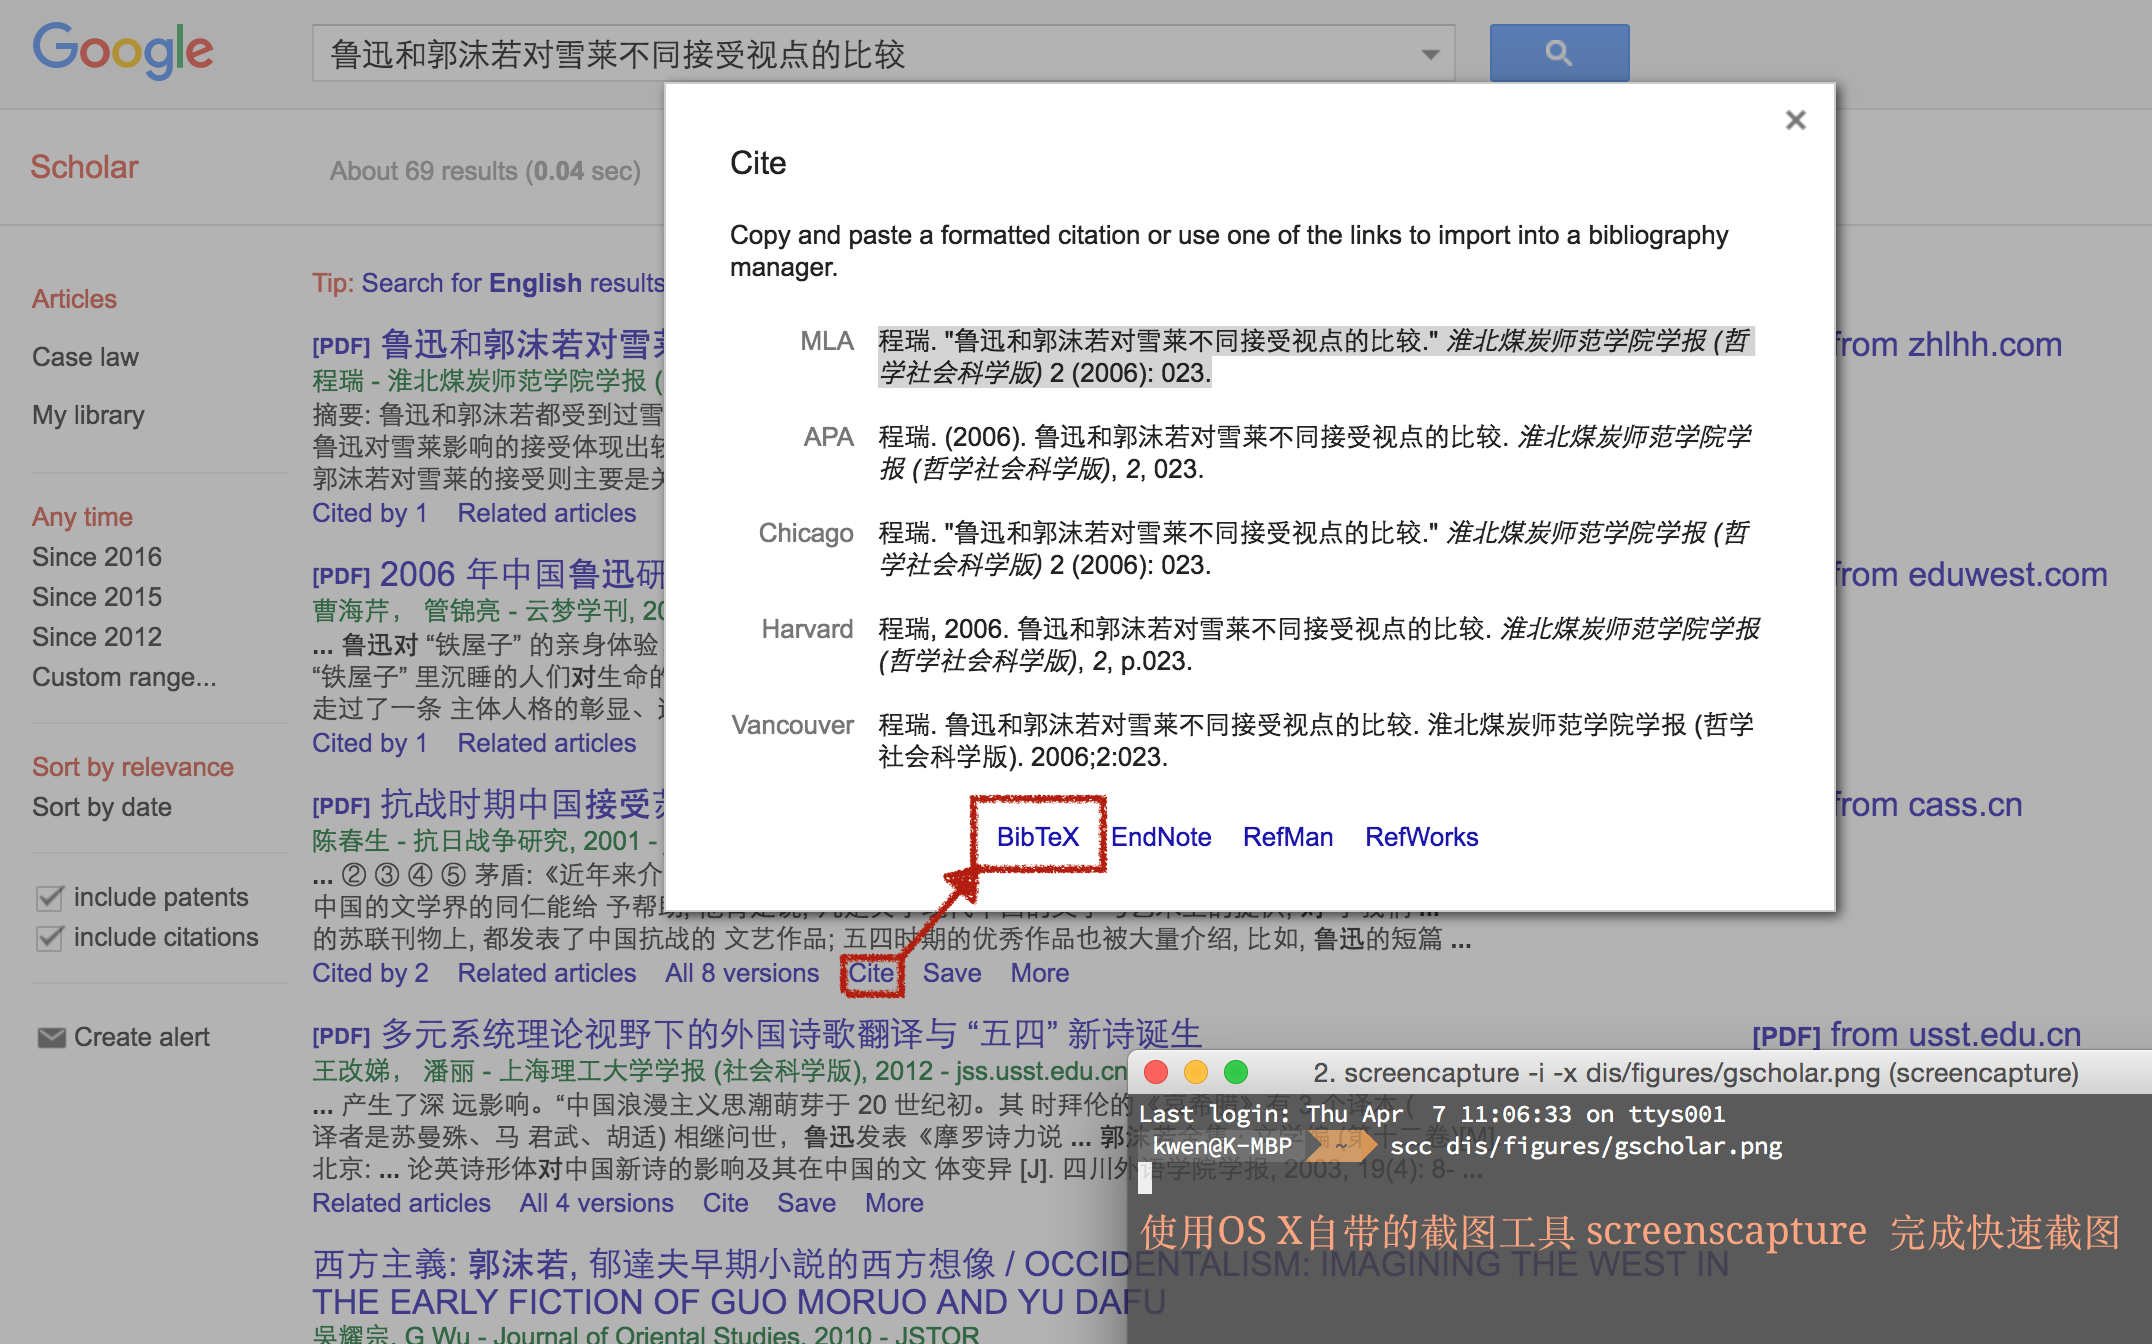 Google
鲁迅和郭沫若对雪莱不同接受视点的比较
Scholar
About 69 results (0.04 sec)
Articles
Case law
My library
Any time
Since 2016
Since 2015
Since 2012
Custom range...
Sort by relevance
Sort by date
include patents
include citations
Create alert
Tip: Search for English results
[PDF] 鲁迅和郭沫若对雪
程瑞 - 淮北煤炭师范学院学报 (
摘要: 鲁迅和郭沫若都受到过雪
鲁迅对雪莱影响的接受体现出
郭沫若对雪莱的接受则主要是
Cited by 1 Related articles
from zhlhh.com
[PDF] 2006 年中国鲁迅研
曹海芹， 管锦亮 - 云梦学刊, 20
... 鲁迅对 “铁屋子” 的亲身体验
“铁屋子” 里沉睡的人们对生命的
走过了一条 主体人格的彰显、
Cited by 1 Related articles
from eduwest.com
[PDF] 抗战时期中国接受
陈春生 - 抗日战争研究, 2001 -
... ② ③ ④ ⑤ 茅盾:《近年来介
中国的文学界的同仁能给 予帮助,
的苏联刊物上, 都发表了中国抗战的 文艺作品; 五四时期的优秀作品也被大量介绍, 比如, 鲁迅的短篇 ...
Cited by 2 Related articles All 8 versions Cite Save More
from cass.cn
[PDF] 多元系统理论视野下的外国诗歌翻译与 “五四” 新诗诞生
[PDF] from usst.edu.cn
王改娣， 潘丽 - 上海理工大学学报 (社会科学版), 2012 - jss.usst.edu.cn
... 产生了深 远影响。“中国浪漫主义思潮萌芽于 20 世纪初。其 时拜伦的《哀希腊》有 3 个译本 (
译者是苏曼殊、马 君武、胡适) 相继问世，鲁迅发表《摩罗诗力说 ... 郭沫若全集: 文学编 (第十二卷)[M]
北京: ... 论英诗形体对中国新诗的影响及其在中国的文 体变异 [J]. 四川外语学院学报, 2003, 19(4): 8- ...
Related articles All 4 versions Cite Save More
西方主義: 郭沫若, 郁達夫早期小説的西方想像 / OCCIDENTALISM: IMAGINING THE WEST IN
THE EARLY FICTION OF GUO MORUO AND YU DAFU
吳耀宗, G Wu - Journal of Oriental Studies, 2010 - JSTOR
Cite
Copy and paste a formatted citation or use one of the links to import into a bibliography
manager.
MLA 程瑞. "鲁迅和郭沫若对雪莱不同接受视点的比较." 淮北煤炭师范学院学报 (哲
学社会科学版) 2 (2006): 023.
APA 程瑞. (2006). 鲁迅和郭沫若对雪莱不同接受视点的比较. 淮北煤炭师范学院学
报 (哲学社会科学版), 2, 023.
Chicago 程瑞. "鲁迅和郭沫若对雪莱不同接受视点的比较." 淮北煤炭师范学院学报 (哲
学社会科学版) 2 (2006): 023.
Harvard 程瑞, 2006. 鲁迅和郭沫若对雪莱不同接受视点的比较. 淮北煤炭师范学院学报
(哲学社会科学版), 2, p.023.
Vancouver 程瑞. 鲁迅和郭沫若对雪莱不同接受视点的比较. 淮北煤炭师范学院学报 (哲学
社会科学版). 2006;2:023.
BibTeX EndNote RefMan RefWorks
2. screencapture -i -x dis/figures/gscholar.png (screencapture)
Last login: Thu Apr 7 11:06:33 on ttys001
kwen@K-MBP ~ scc dis/figures/gscholar.png
使用OS X自带的截图工具 screenscapture 完成快速截图